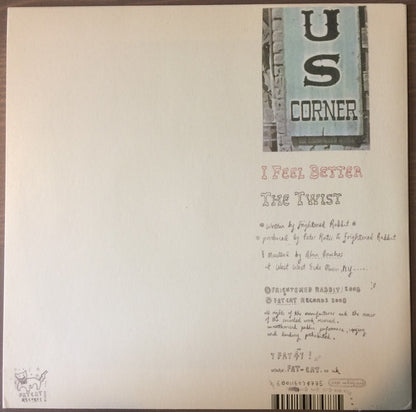 U
S
CORNER
I FEEL BETTER
THE TWIST
Written by frightened Rabbit
produced by Peter Katis & frightened Rabbit
Mastered by Alan Douches
at West West Side Music NY....
FRIGHTENED RABBIT 2008
FAT-CAT Records 2008
all rights of the manufacturer and the owner
of the recorded work reserved.
unauthorised public performance, copying
and lending prohibited.
www.FAT-CAT.co.uk
FATCAT
RECORDS